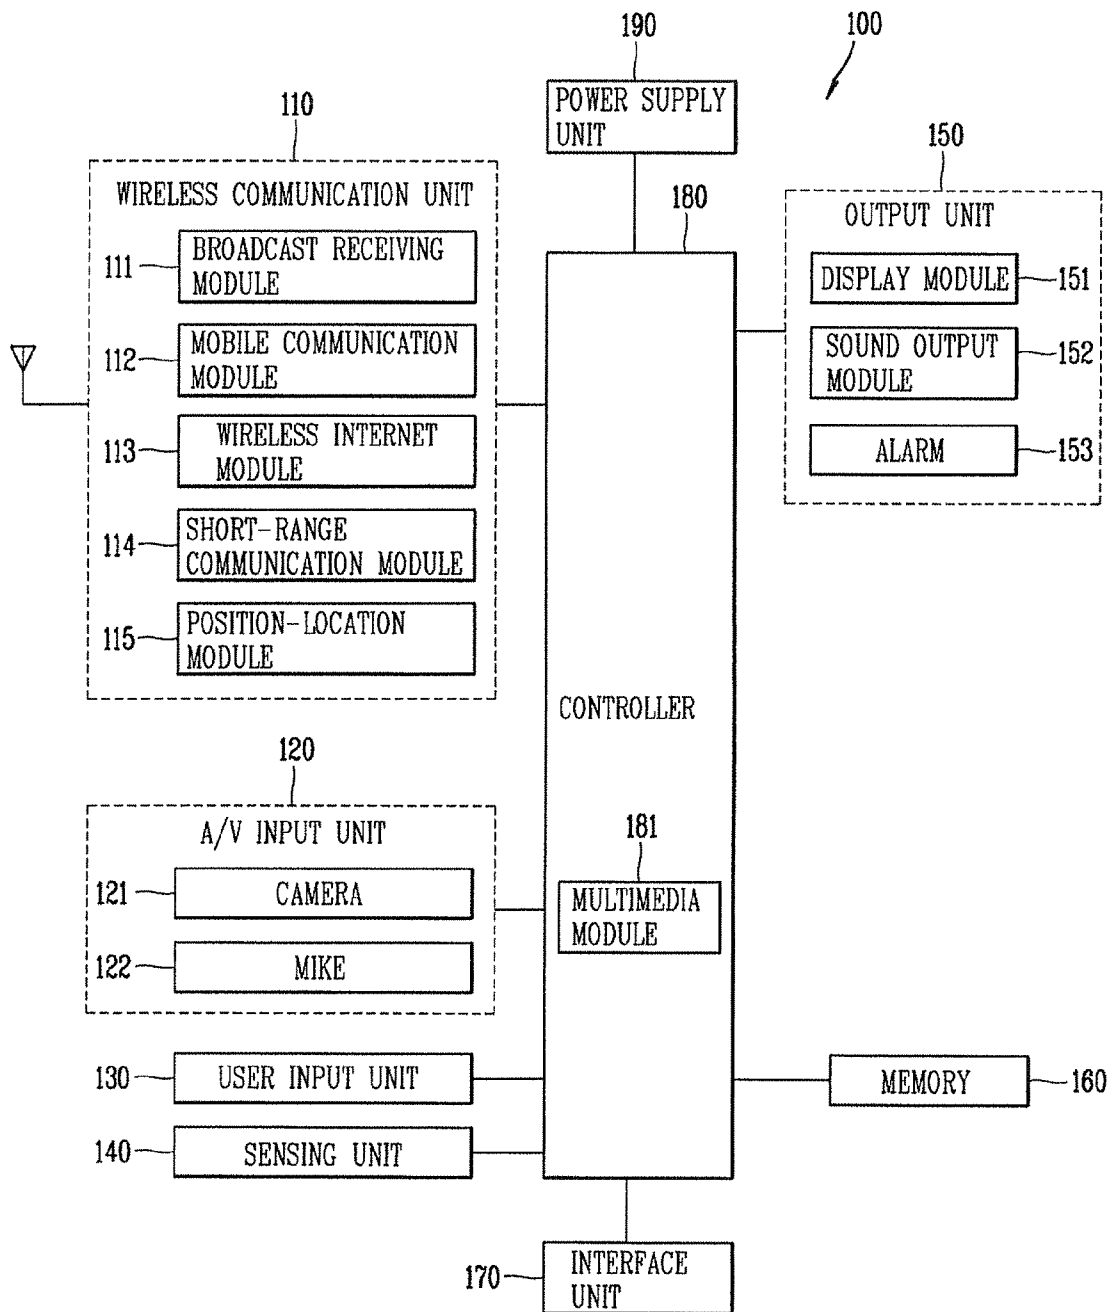 100
190
POWER SUPPLY
UNIT
110
WIRELESS COMMUNICATION UNIT
111
BROADCAST RECEIVING
MODULE
112
MOBILE COMMUNICATION
MODULE
113
WIRELESS INTERNET
MODULE
114
SHORT-RANGE
COMMUNICATION MODULE
115
POSITION-LOCATION
MODULE
180
CONTROLLER
181
MULTIMEDIA
MODULE
150
OUTPUT UNIT
DISPLAY MODULE
151
SOUND OUTPUT
MODULE
152
ALARM
153
120
A/V INPUT UNIT
121
CAMERA
122
MIKE
130
USER INPUT UNIT
140
SENSING UNIT
MEMORY
160
170
INTERFACE
UNIT